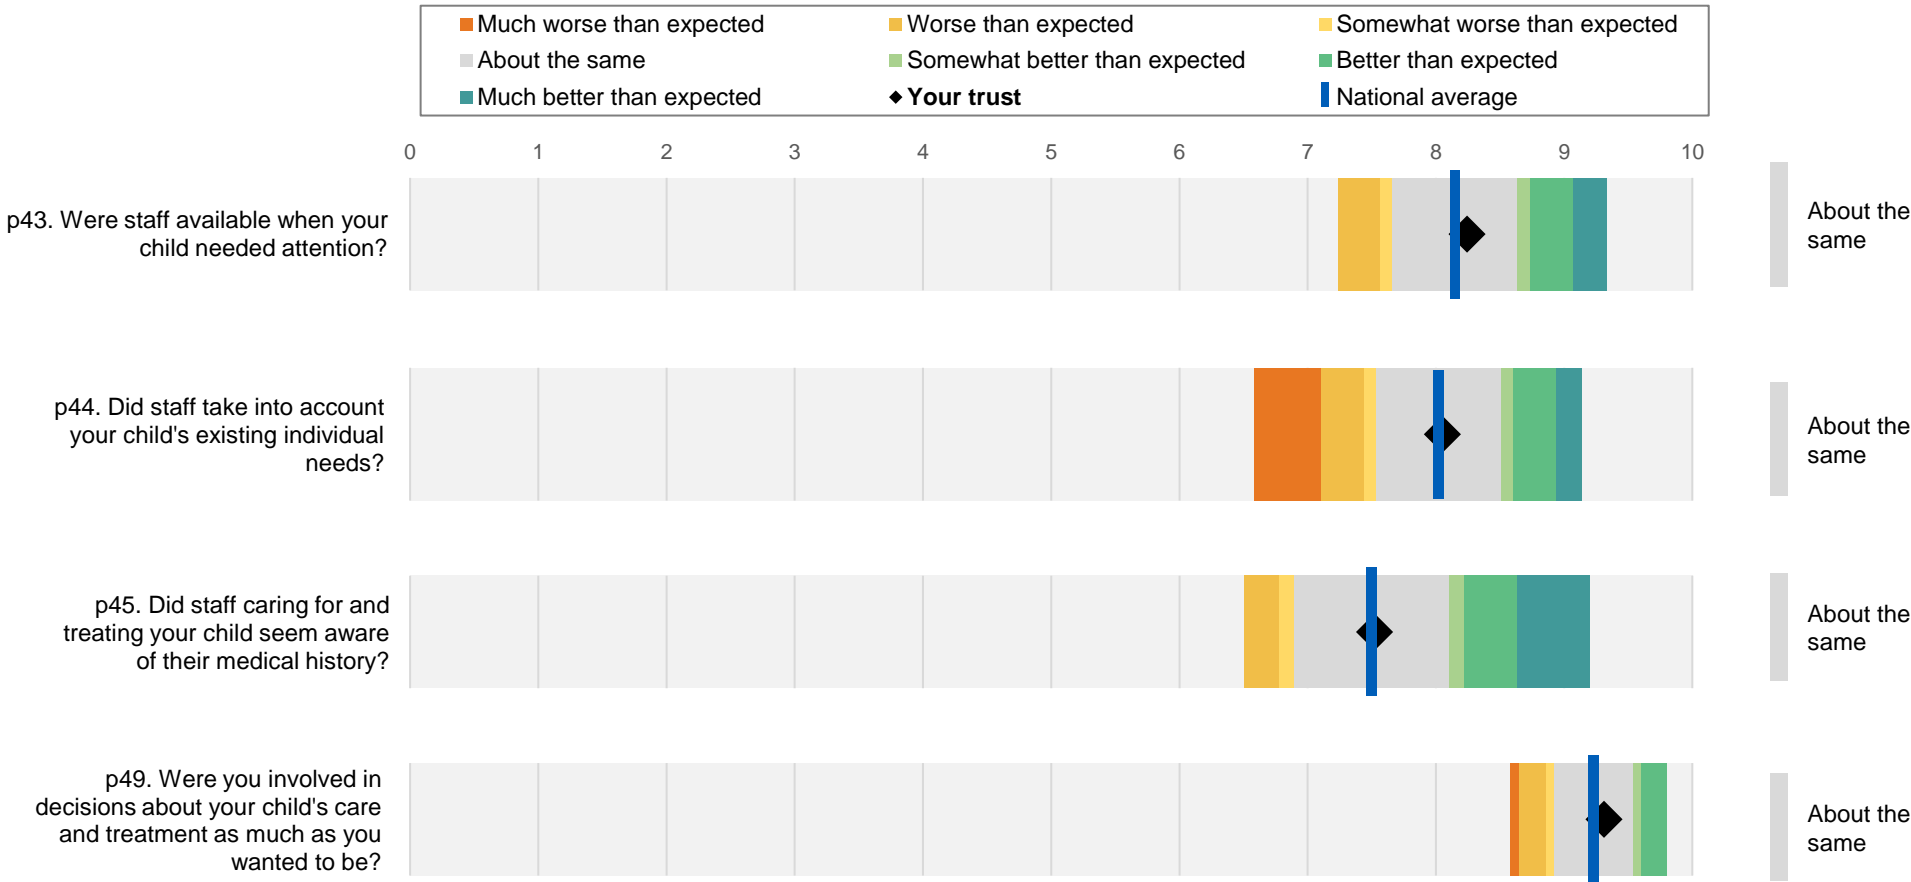 Much worse than expected
Worse than expected
Somewhat worse than expected
About the same
Somewhat better than expected
Better than expected
Much better than expected
Your trust
National average
0 1 2 3 4 5 6 7 8 9 10
p43. Were staff available when your
child needed attention?
About the
same
p44. Did staff take into account
your child's existing individual
needs?
About the
same
p45. Did staff caring for and
treating your child seem aware
of their medical history?
About the
same
p49. Were you involved in
decisions about your child's care
and treatment as much as you
wanted to be?
About the
same